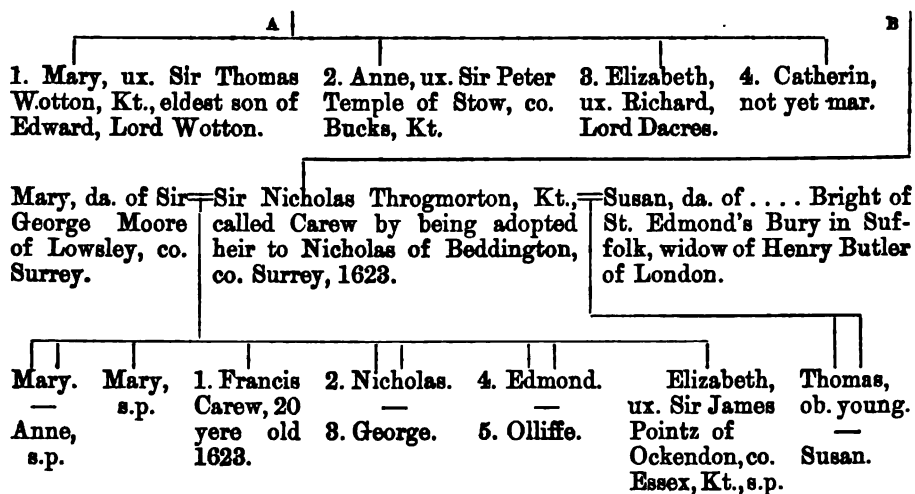 A
B
1. Mary, ux. Sir Thomas
Wotton, Kt., eldest son of
Edward, Lord Wotton.
2. Anne, ux. Sir Peter
Temple of Stow, co.
Bucks, Kt.
3. Elizabeth,
ux. Richard,
Lord Dacres.
4. Catherin,
not yet mar.
Mary, da. of Sir
George Moore
of Lowsley, co.
Surrey.
Sir Nicholas Throgmorton, Kt.,
called Carew by being adopted
heir to Nicholas of Beddington,
co. Surrey, 1623.
Susan, da. of .... Bright of
St. Edmond's Bury in Suf-
folk, widow of Henry Butler
of London.
Mary.
—
Anne,
s.p.
Mary,
s.p.
1. Francis
Carew, 20
yere old
1623.
2. Nicholas.
—
3. George.
4. Edmond.
—
5. Olliffe.
Elizabeth,
ux. Sir James
Pointz of
Ockendon, co.
Essex, Kt., s.p.
Thomas,
ob. young.
—
Susan.